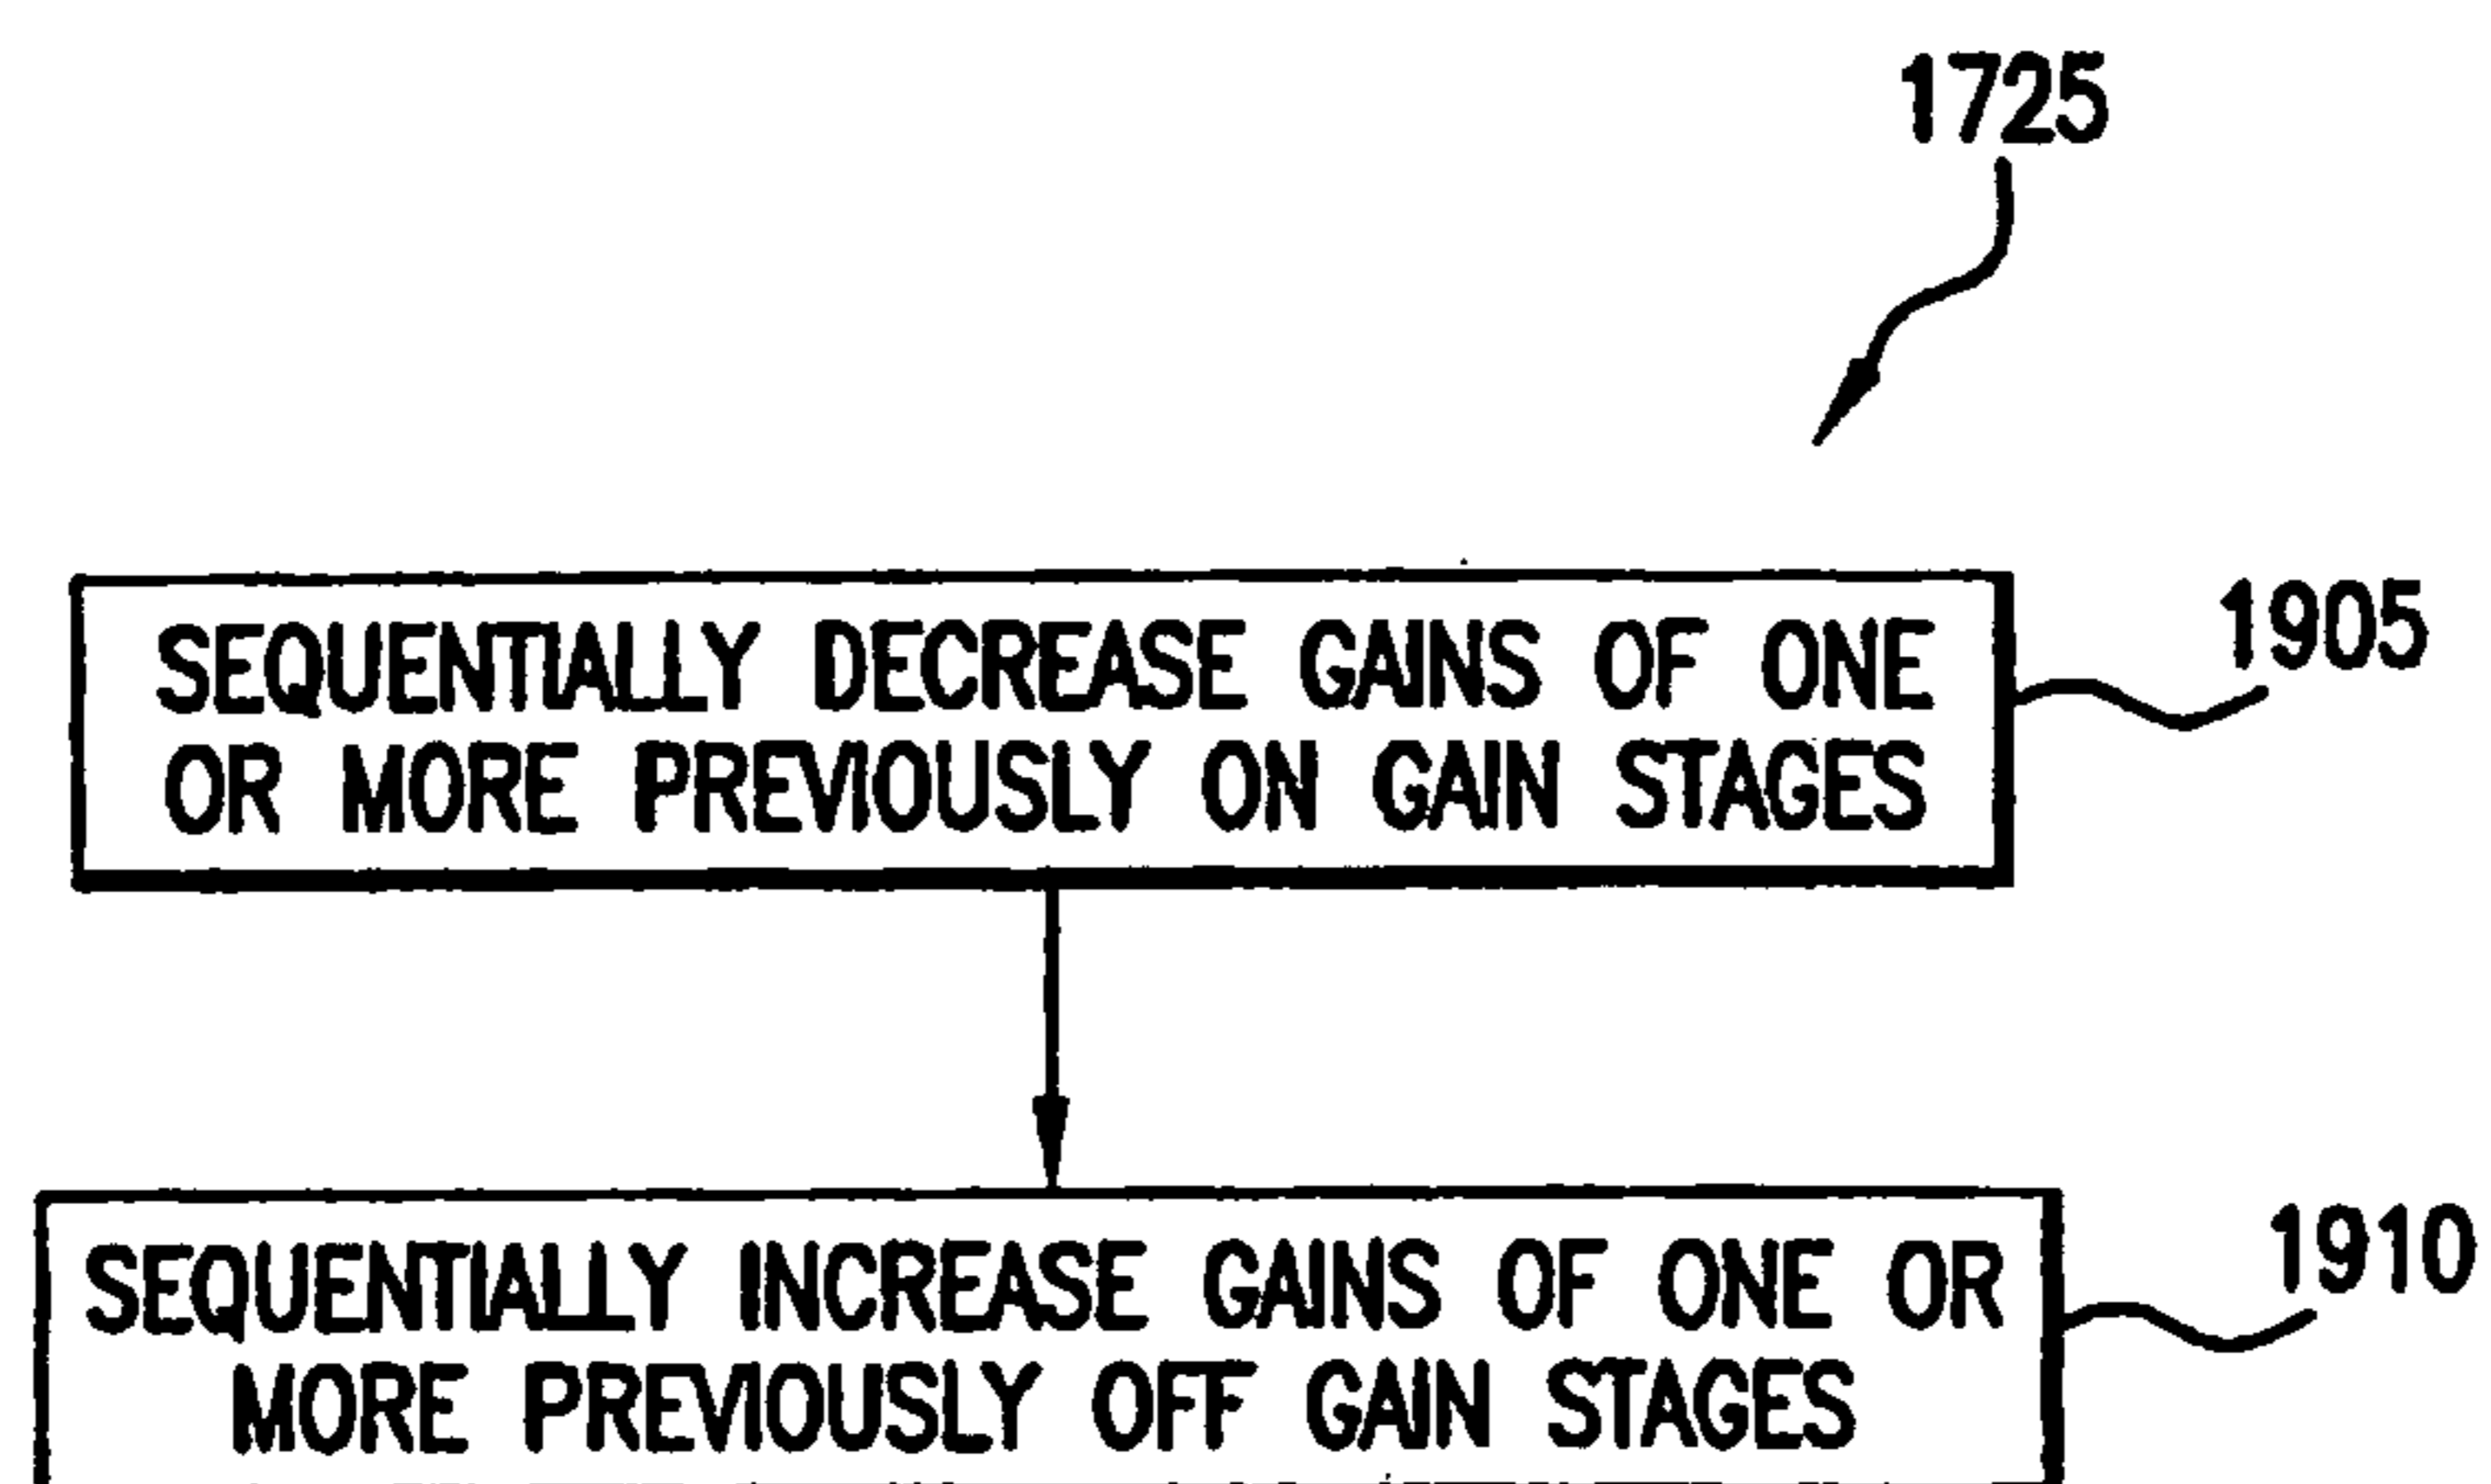 1725
SEQUENTIALLY DECREASE GAINS OF ONE
OR MORE PREVIOUSLY ON GAIN STAGES
1905
SEQUENTIALLY INCREASE GAINS OF ONE OR
MORE PREVIOUSLY OFF GAIN STAGES
1910